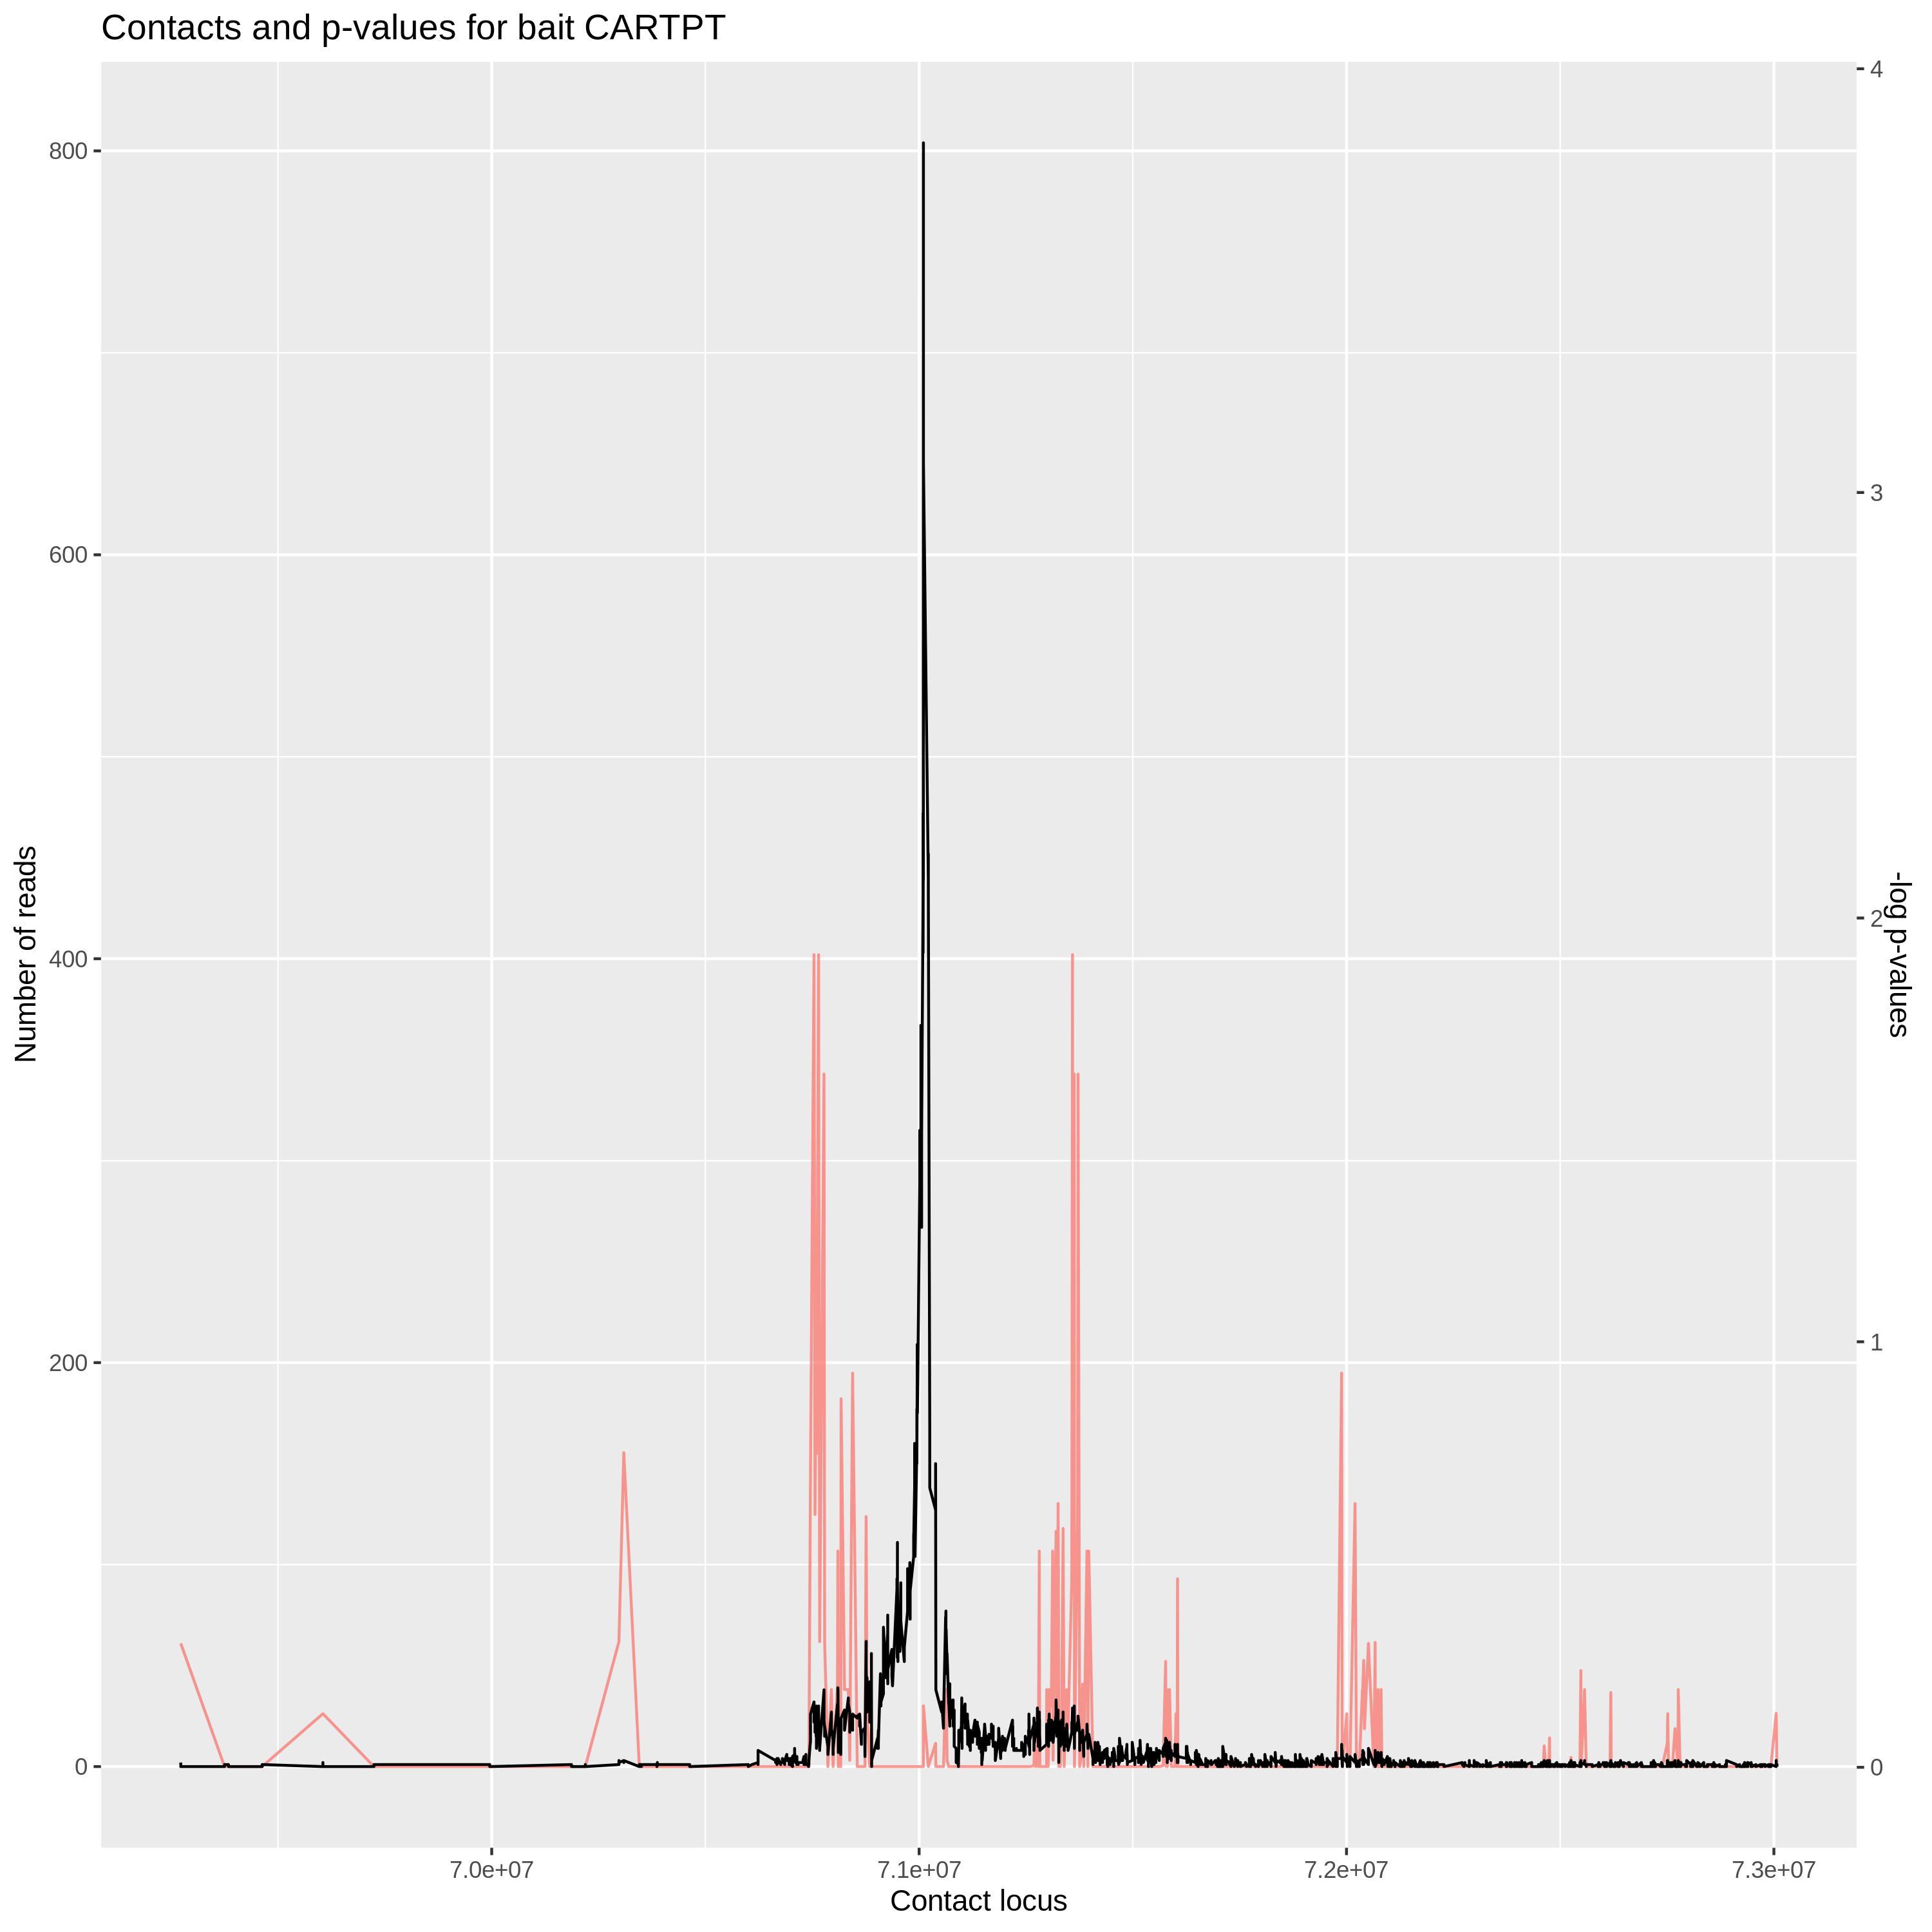 Contacts and p-values for bait CARTPT
Number of reads
800
600
400
200
0
4
3
2
1
0
-log p-values
7.0e+07
7.1e+07
7.2e+07
7.3e+07
Contact locus